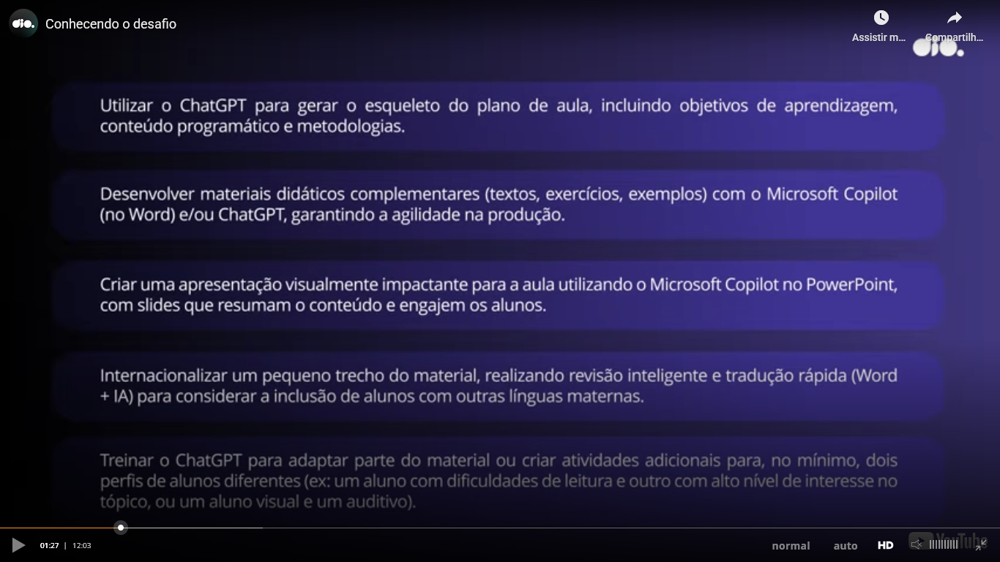 dio.
Conhecendo o desafio
Assistir m...
Compartilh...
dio.
Utilizar o ChatGPT para gerar o esqueleto do plano de aula, incluindo objetivos de aprendizagem,
conteúdo programático e metodologias.
Desenvolver materiais didáticos complementares (textos, exercícios, exemplos) com o Microsoft Copilot
(no Word) e/ou ChatGPT, garantindo a agilidade na produção.
Criar uma apresentação visualmente impactante para a aula utilizando o Microsoft Copilot no PowerPoint,
com slides que resumam o conteúdo e engajem os alunos.
Internacionalizar um pequeno trecho do material, realizando revisão inteligente e tradução rápida (Word
+ IA) para considerar a inclusão de alunos com outras línguas maternas.
Treinar o ChatGPT para adaptar parte do material ou criar atividades adicionais para, no mínimo, dois
perfis de alunos diferentes (ex: um aluno com dificuldades de leitura e outro com alto nível de interesse no
tópico, ou um aluno visual e um auditivo).
01:27 | 12:03
normal auto HD
YouTube